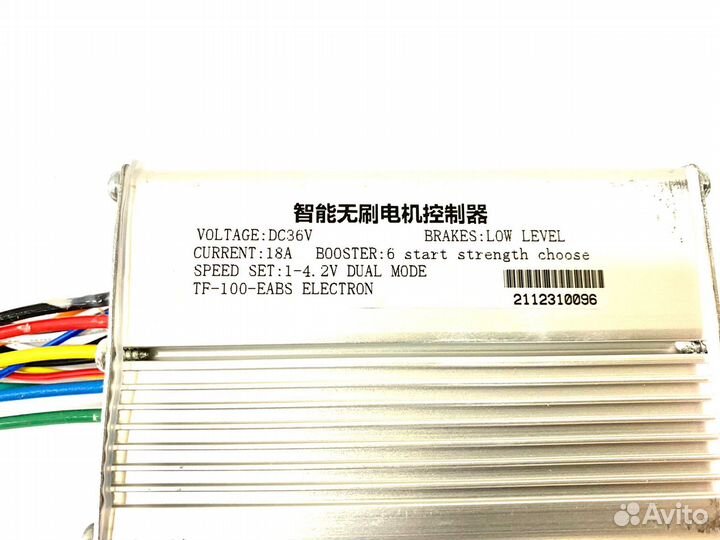 智能无刷电机控制器
VOLTAGE:DC36V BRAKES:LOW LEVEL
CURRENT:18A BOOSTER:6 start strength choose
SPEED SET:1-4.2V DUAL MODE
TF-100-EABS ELECTRON
2112310096
Avito